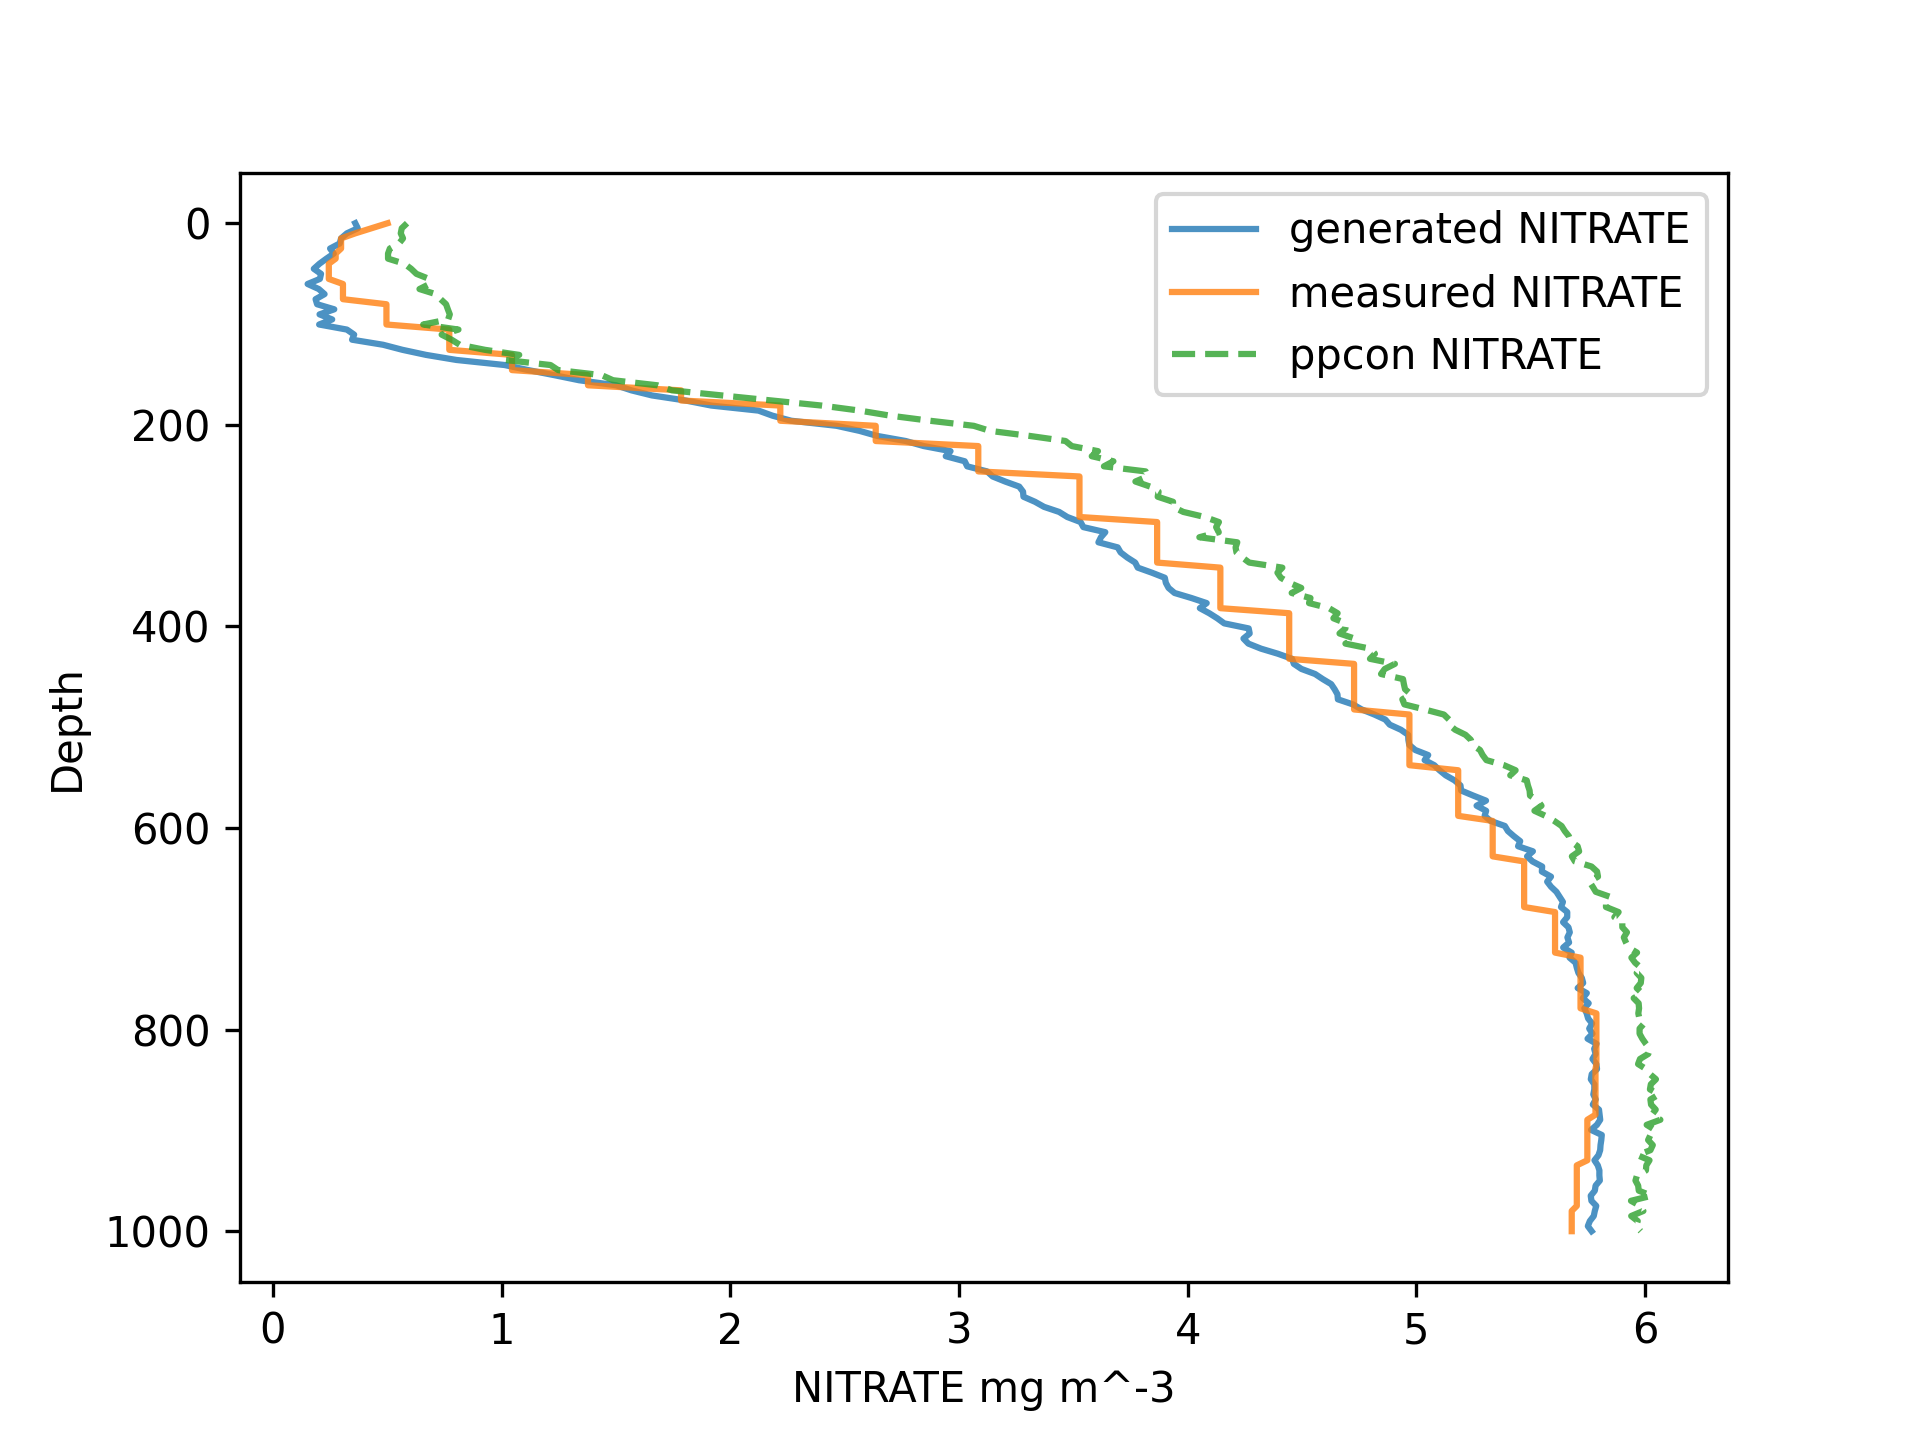 generated NITRATE
measured NITRATE
ppcon NITRATE
0
200
400
600
800
1000
Depth
0 1 2 3 4 5 6
NITRATE mg m^-3